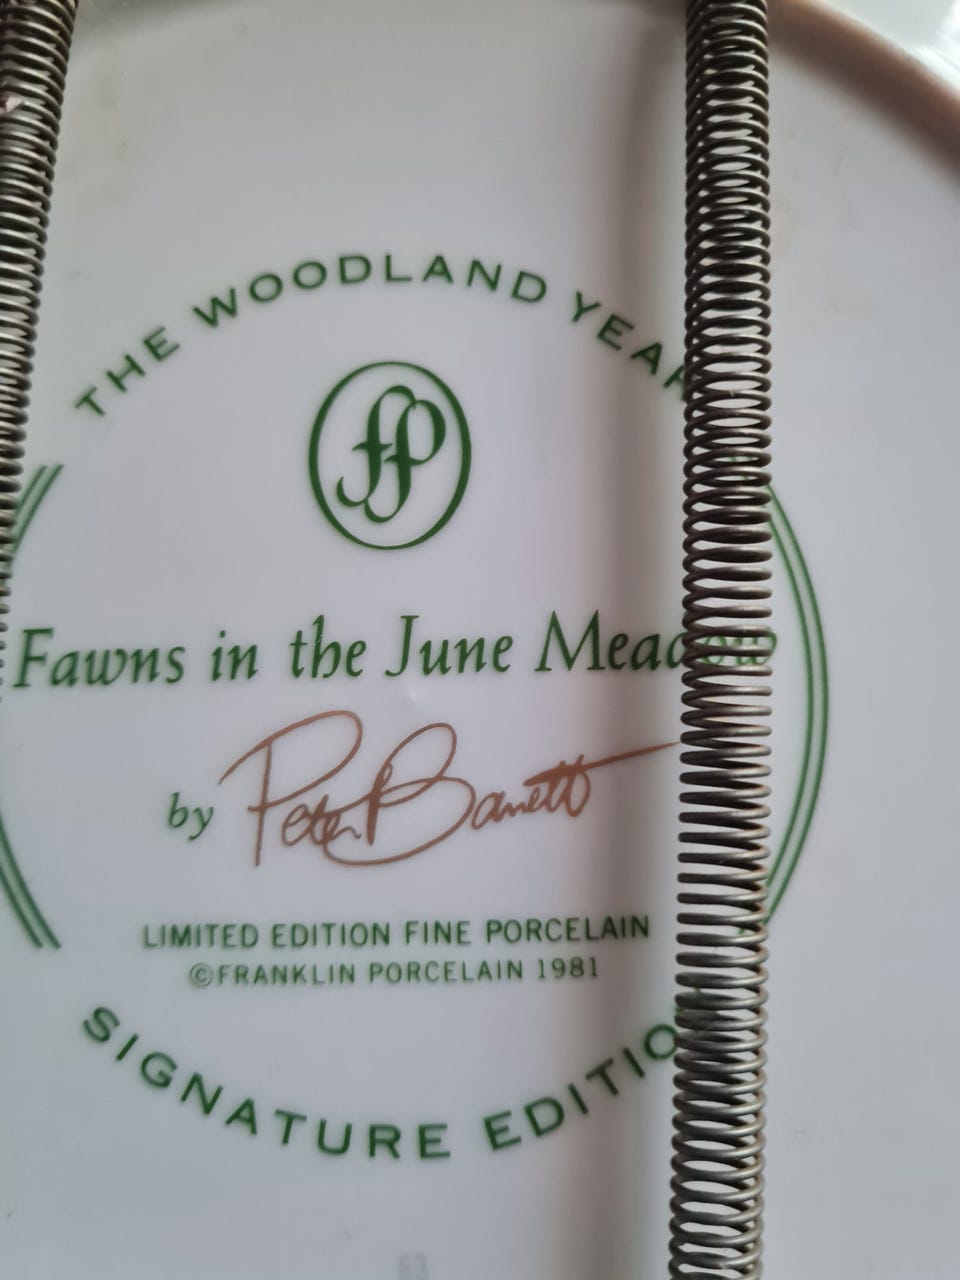 THE WOODLAND YEAR
fp
Fawns in the June Meadow
by Peter Barrett
LIMITED EDITION FINE PORCELAIN
©FRANKLIN PORCELAIN 1981
SIGNATURE EDITION